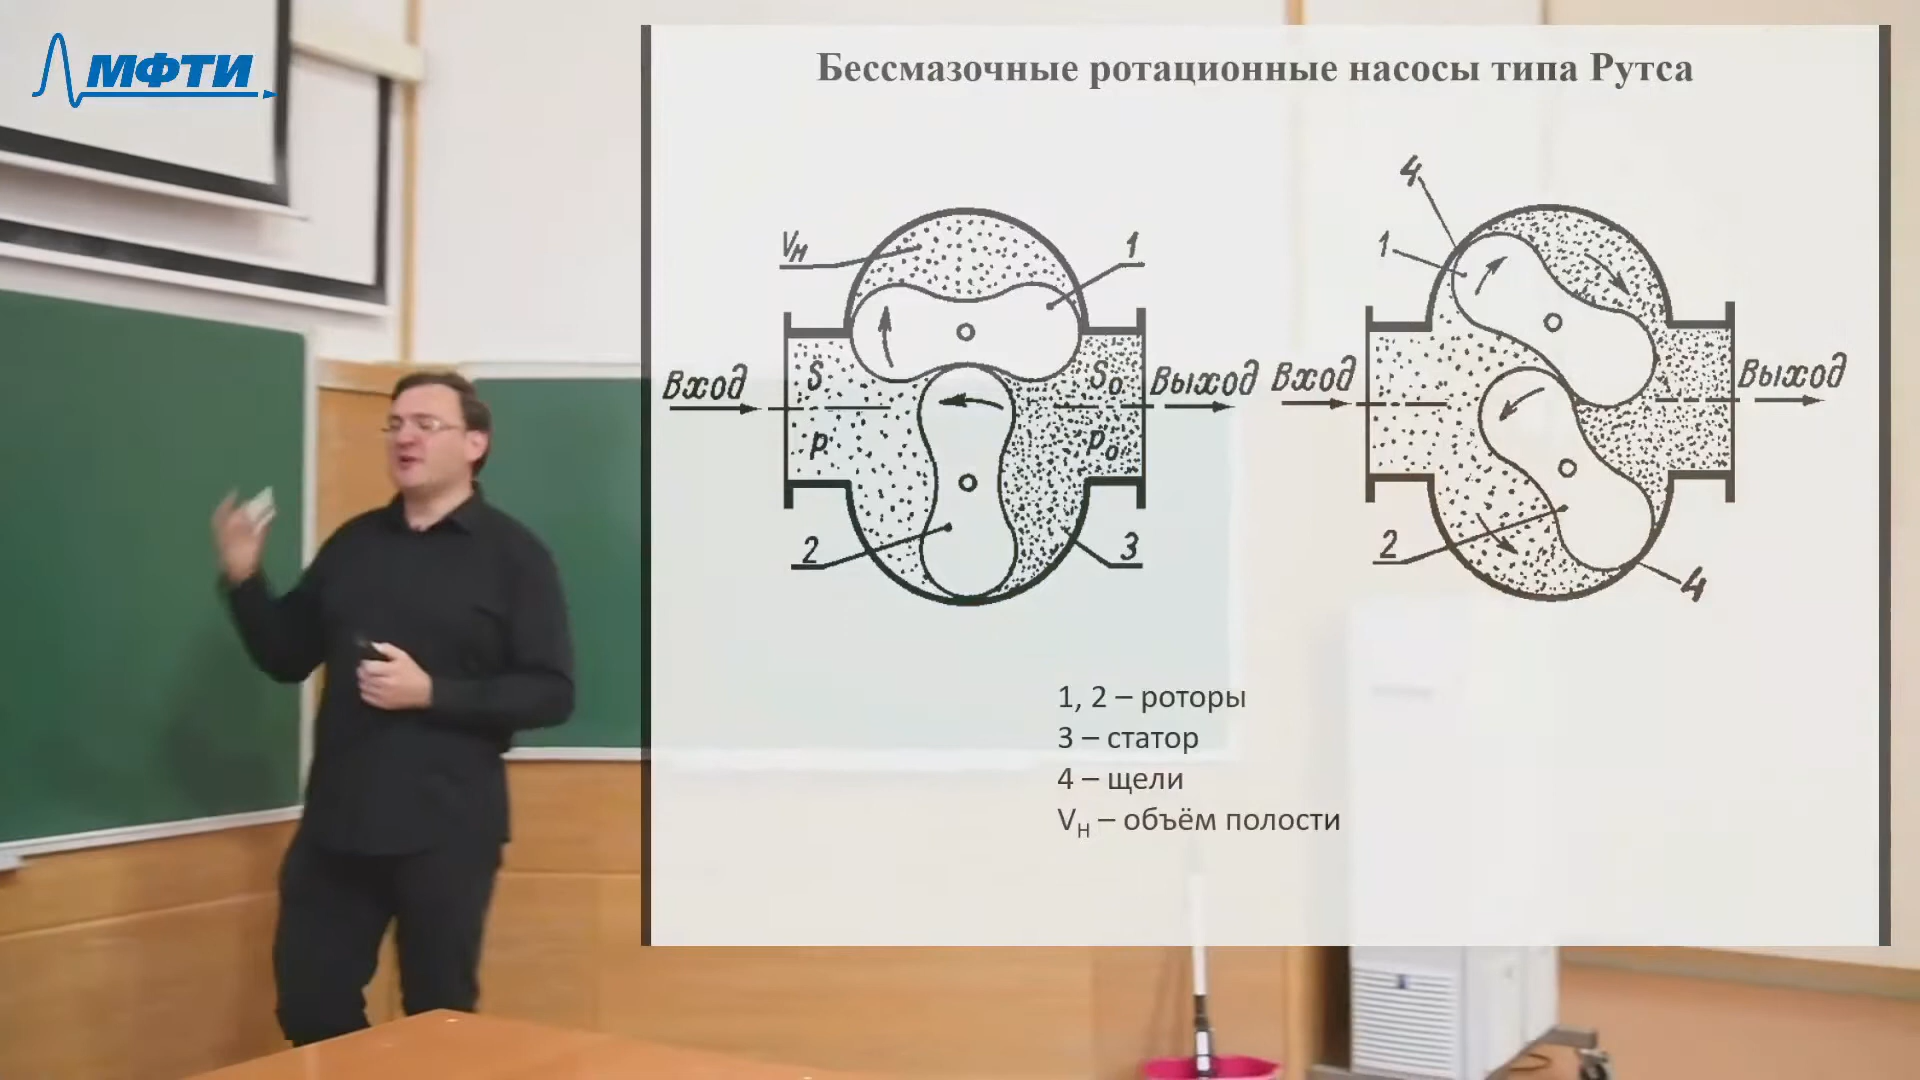 МФТИ
Бессмазочные ротационные насосы типа Рутса
Vн
1
Вход
S
p
S₀
p₀
Выход
2
3
4
1
Вход
Выход
2
4
1, 2 – роторы
3 – статор
4 – щели
Vн – объём полости